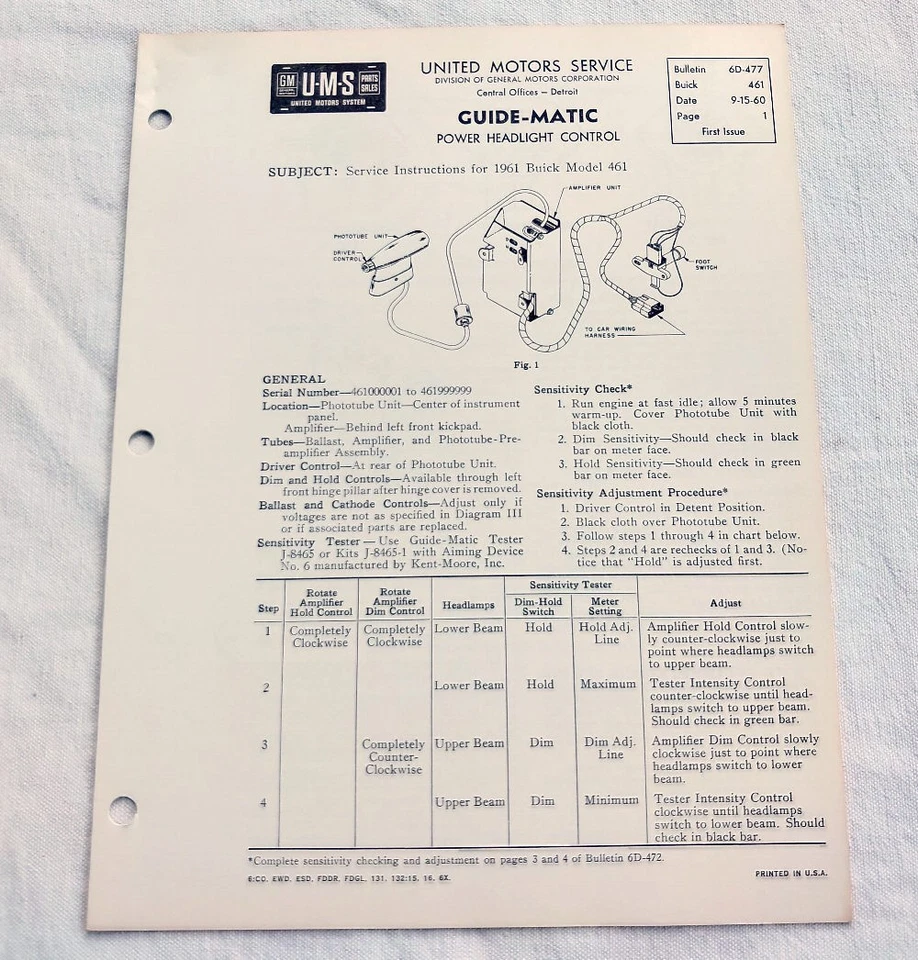 GM
GENERAL MOTORS
U·M·S
PARTS
SALES
UNITED MOTORS SYSTEM
UNITED MOTORS SERVICE
DIVISION OF GENERAL MOTORS CORPORATION
Central Offices — Detroit
GUIDE-MATIC
POWER HEADLIGHT CONTROL
Bulletin 6D-477
Buick 461
Date 9-15-60
Page 1
First Issue
SUBJECT: Service Instructions for 1961 Buick Model 461
AMPLIFIER UNIT
PHOTOTUBE UNIT
DRIVER
CONTROL
FOOT
SWITCH
TO CAR WIRING
HARNESS
Fig. 1
GENERAL
Serial Number—461000001 to 461999999
Location—Phototube Unit—Center of instrument
panel.
Amplifier—Behind left front kickpad.
Tubes—Ballast, Amplifier, and Phototube-Pre-
amplifier Assembly.
Driver Control—At rear of Phototube Unit.
Dim and Hold Controls—Available through left
front hinge pillar after hinge cover is removed.
Ballast and Cathode Controls—Adjust only if
voltages are not as specified in Diagram III
or if associated parts are replaced.
Sensitivity Tester — Use Guide-Matic Tester
J-8465 or Kits J-8465-1 with Aiming Device
No. 6 manufactured by Kent-Moore, Inc.
Sensitivity Check*
1. Run engine at fast idle; allow 5 minutes
warm-up. Cover Phototube Unit with
black cloth.
2. Dim Sensitivity—Should check in black
bar on meter face.
3. Hold Sensitivity—Should check in green
bar on meter face.
Sensitivity Adjustment Procedure*
1. Driver Control in Detent Position.
2. Black cloth over Phototube Unit.
3. Follow steps 1 through 4 in chart below.
4. Steps 2 and 4 are rechecks of 1 and 3. (No-
tice that "Hold" is adjusted first.
Step
Rotate
Amplifier
Hold Control
Rotate
Amplifier
Dim Control
Headlamps
Sensitivity Tester
Dim-Hold
Switch
Meter
Setting
Adjust
1
Completely
Clockwise
Completely
Clockwise
Lower Beam
Hold
Hold Adj.
Line
Amplifier Hold Control slow-
ly counter-clockwise just to
point where headlamps switch
to upper beam.
2
Lower Beam
Hold
Maximum
Tester Intensity Control
counter-clockwise until head-
lamps switch to upper beam.
Should check in green bar.
3
Completely
Counter-
Clockwise
Upper Beam
Dim
Dim Adj.
Line
Amplifier Dim Control slowly
clockwise just to point where
headlamps switch to lower
beam.
4
Upper Beam
Dim
Minimum
Tester Intensity Control
clockwise until headlamps
switch to lower beam. Should
check in black bar.
*Complete sensitivity checking and adjustment on pages 3 and 4 of Bulletin 6D-472.
6:CO, EWD, ESD, FDDR, FDGL, 131, 132:15, 16, 6X.
PRINTED IN U.S.A.